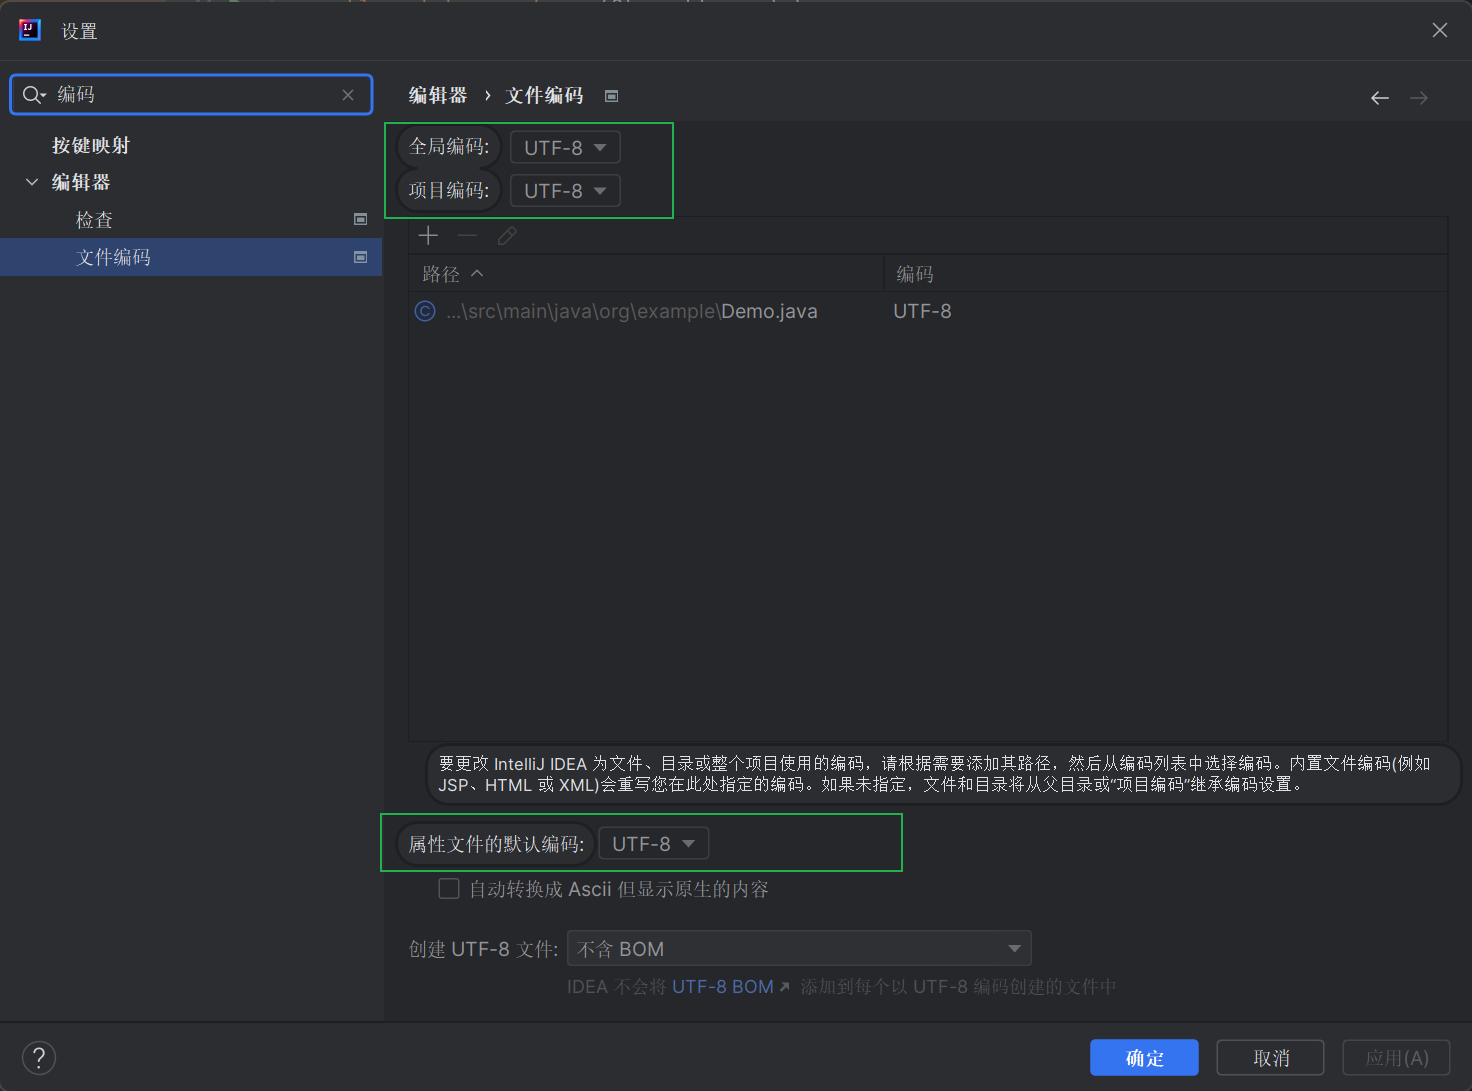 设置
编码
按键映射
编辑器
检查
文件编码
编辑器 › 文件编码
全局编码: UTF-8
项目编码: UTF-8
路径 编码
...\src\main\java\org\example\Demo.java UTF-8
要更改 IntelliJ IDEA 为文件、目录或整个项目使用的编码，请根据需要添加其路径，然后从编码列表中选择编码。内置文件编码(例如
JSP、HTML 或 XML)会重写您在此处指定的编码。如果未指定，文件和目录将从父目录或“项目编码”继承编码设置。
属性文件的默认编码: UTF-8
自动转换成 Ascii 但显示原生的内容
创建 UTF-8 文件: 不含 BOM
IDEA 不会将 UTF-8 BOM 添加到每个以 UTF-8 编码创建的文件中
? 确定 取消 应用(A)